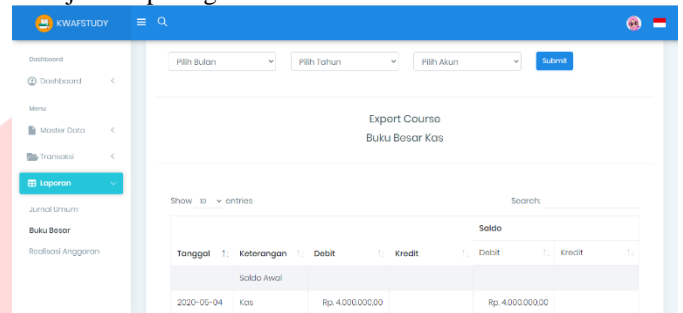 KWAFSTUDY
Dashboord
Dashboard
Menu
Master Data
Transaksi
Laporan
Jurnal Umum
Buku Besar
Realisasi Anggaran
Pilih Bulan
Pilih Tahun
Pilih Akun
Submit
Expert Course
Buku Besar Kas
Show 10 entries
Search:
Saldo
Tanggal Keterangan Debit Kredit Debit Kredit
Saldo Awal
2020-05-04 Kas Rp. 4.000.000,00 Rp. 4.000.000,00